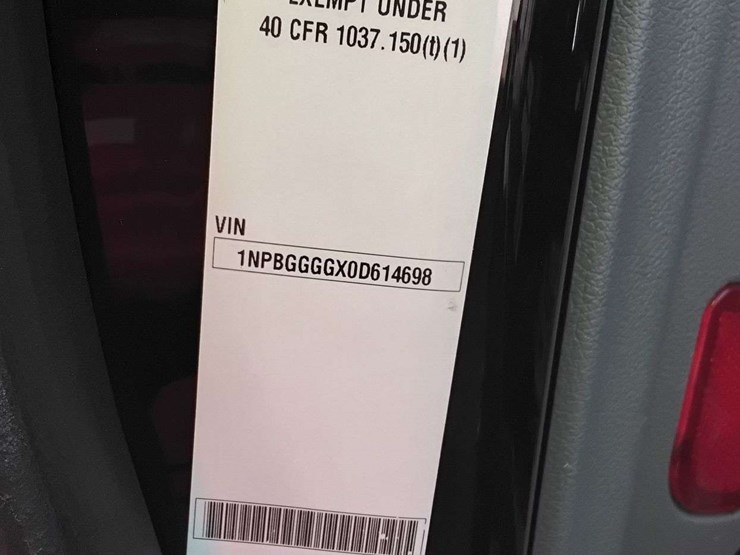 EXEMPT UNDER
40 CFR 1037.150(t)(1)
VIN
1NPBGGGGX0D614698